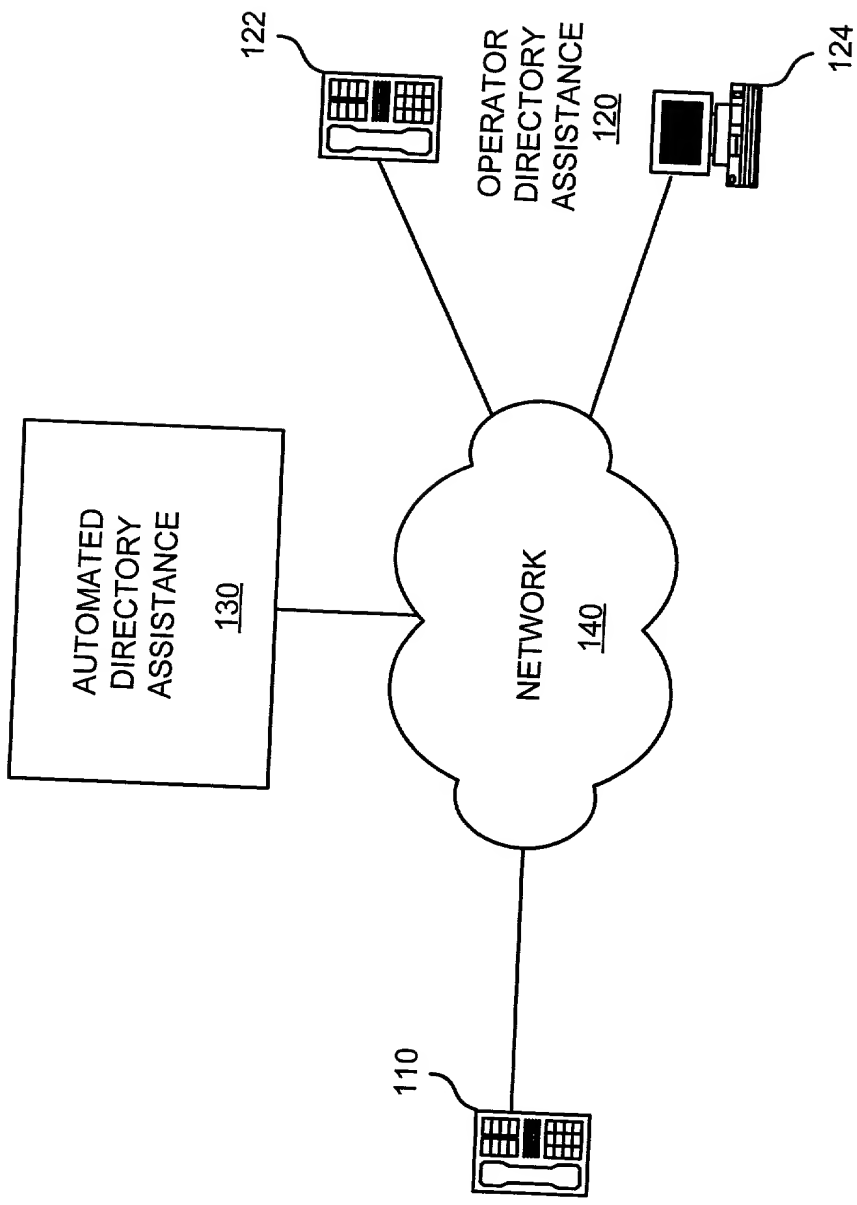 AUTOMATED
DIRECTORY
ASSISTANCE
130
122
OPERATOR
DIRECTORY
ASSISTANCE
120
124
NETWORK
140
110